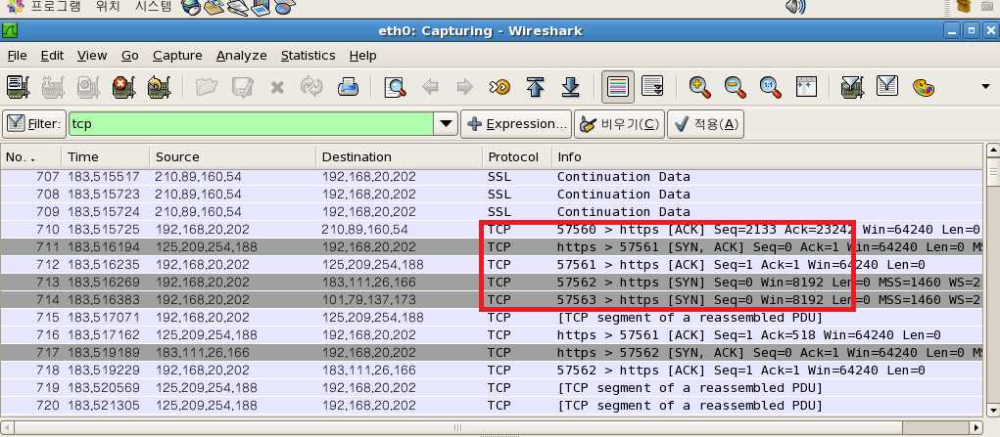 프로그램 위치 시스템
eth0: Capturing - Wireshark
File Edit View Go Capture Analyze Statistics Help
Filter: tcp Expression... 비우기(C) 적용(A)
No. Time Source Destination Protocol Info
707 183.515517 210.89.160.54 192.168.20.202 SSL Continuation Data
708 183.515723 210.89.160.54 192.168.20.202 SSL Continuation Data
709 183.515724 210.89.160.54 192.168.20.202 SSL Continuation Data
710 183.515725 192.168.20.202 210.89.160.54 TCP 57560 > https [ACK] Seq=2133 Ack=23242 Win=64240 Len=0
711 183.516194 125.209.254.188 192.168.20.202 TCP https > 57561 [SYN, ACK] Seq=0 Ack=1 Win=64240 Len=0 MS
712 183.516235 192.168.20.202 125.209.254.188 TCP 57561 > https [ACK] Seq=1 Ack=1 Win=64240 Len=0
713 183.516269 192.168.20.202 183.111.26.166 TCP 57562 > https [SYN] Seq=0 Win=8192 Len=0 MSS=1460 WS=2
714 183.516383 192.168.20.202 101.79.137.173 TCP 57563 > https [SYN] Seq=0 Win=8192 Len=0 MSS=1460 WS=2
715 183.517071 192.168.20.202 125.209.254.188 TCP [TCP segment of a reassembled PDU]
716 183.517162 125.209.254.188 192.168.20.202 TCP https > 57561 [ACK] Seq=1 Ack=518 Win=64240 Len=0
717 183.519189 183.111.26.166 192.168.20.202 TCP https > 57562 [SYN, ACK] Seq=0 Ack=1 Win=64240 Len=0 MS
718 183.519229 192.168.20.202 183.111.26.166 TCP 57562 > https [ACK] Seq=1 Ack=1 Win=64240 Len=0
719 183.520569 125.209.254.188 192.168.20.202 TCP [TCP segment of a reassembled PDU]
720 183.521305 125.209.254.188 192.168.20.202 TCP [TCP segment of a reassembled PDU]